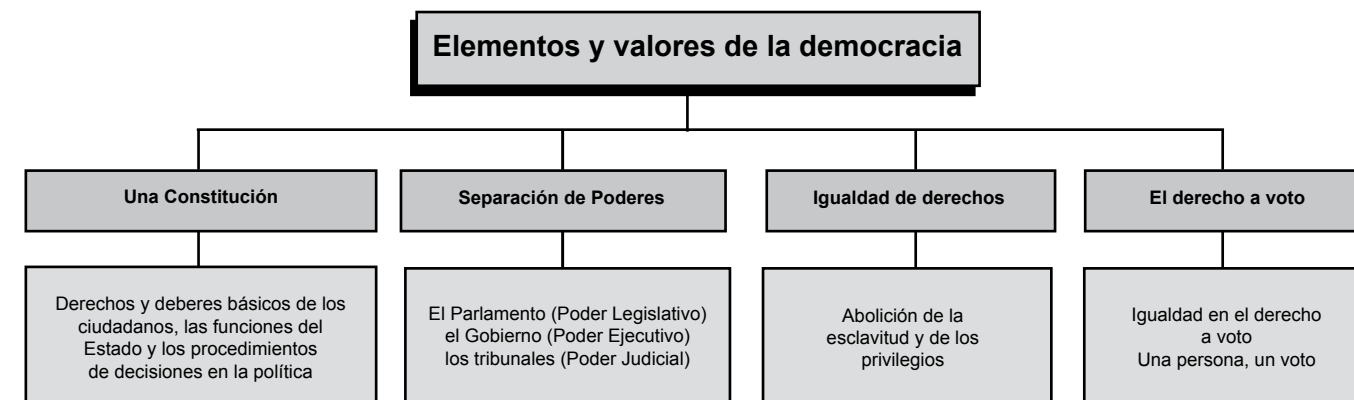 Elementos y valores de la democracia
Una Constitución
Derechos y deberes básicos de los
ciudadanos, las funciones del
Estado y los procedimientos
de decisiones en la política
Separación de Poderes
El Parlamento (Poder Legislativo)
el Gobierno (Poder Ejecutivo)
los tribunales (Poder Judicial)
Igualdad de derechos
Abolición de la
esclavitud y de los
privilegios
El derecho a voto
Igualdad en el derecho
a voto
Una persona, un voto